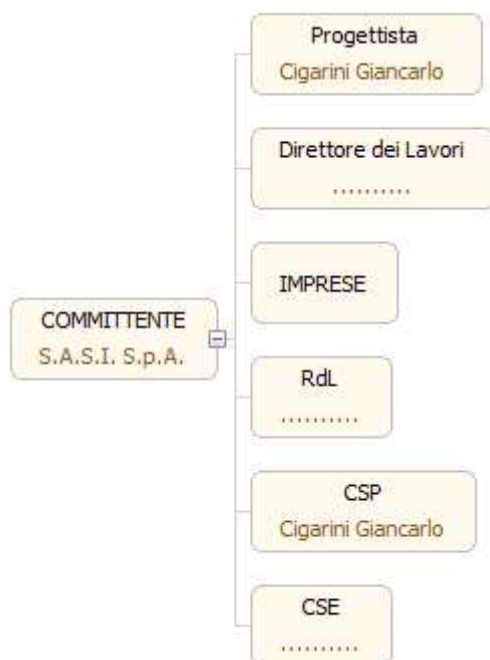 COMMITTENTE
S.A.S.I. S.p.A.
Progettista
Cigarini Giancarlo
Direttore dei Lavori
..........
IMPRESE
RdL
..........
CSP
Cigarini Giancarlo
CSE
..........